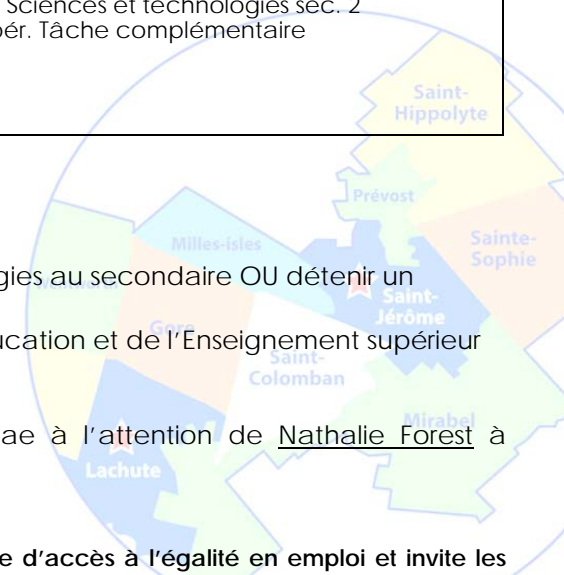 Sciences et technologies séc. 2
pér. Tâche complémentaire
Saint-
Hippolyte
Prévost
Milles-isles
Sainte-
Sophie
gies au secondaire OU détenir un
Saint-
Jérôme
Gore
ucation et de l'Enseignement supérieur
Saint-
Colomban
Mirabel
ae à l'attention de Nathalie Forest à
Lachute
e d'accès à l'égalité en emploi et invite les